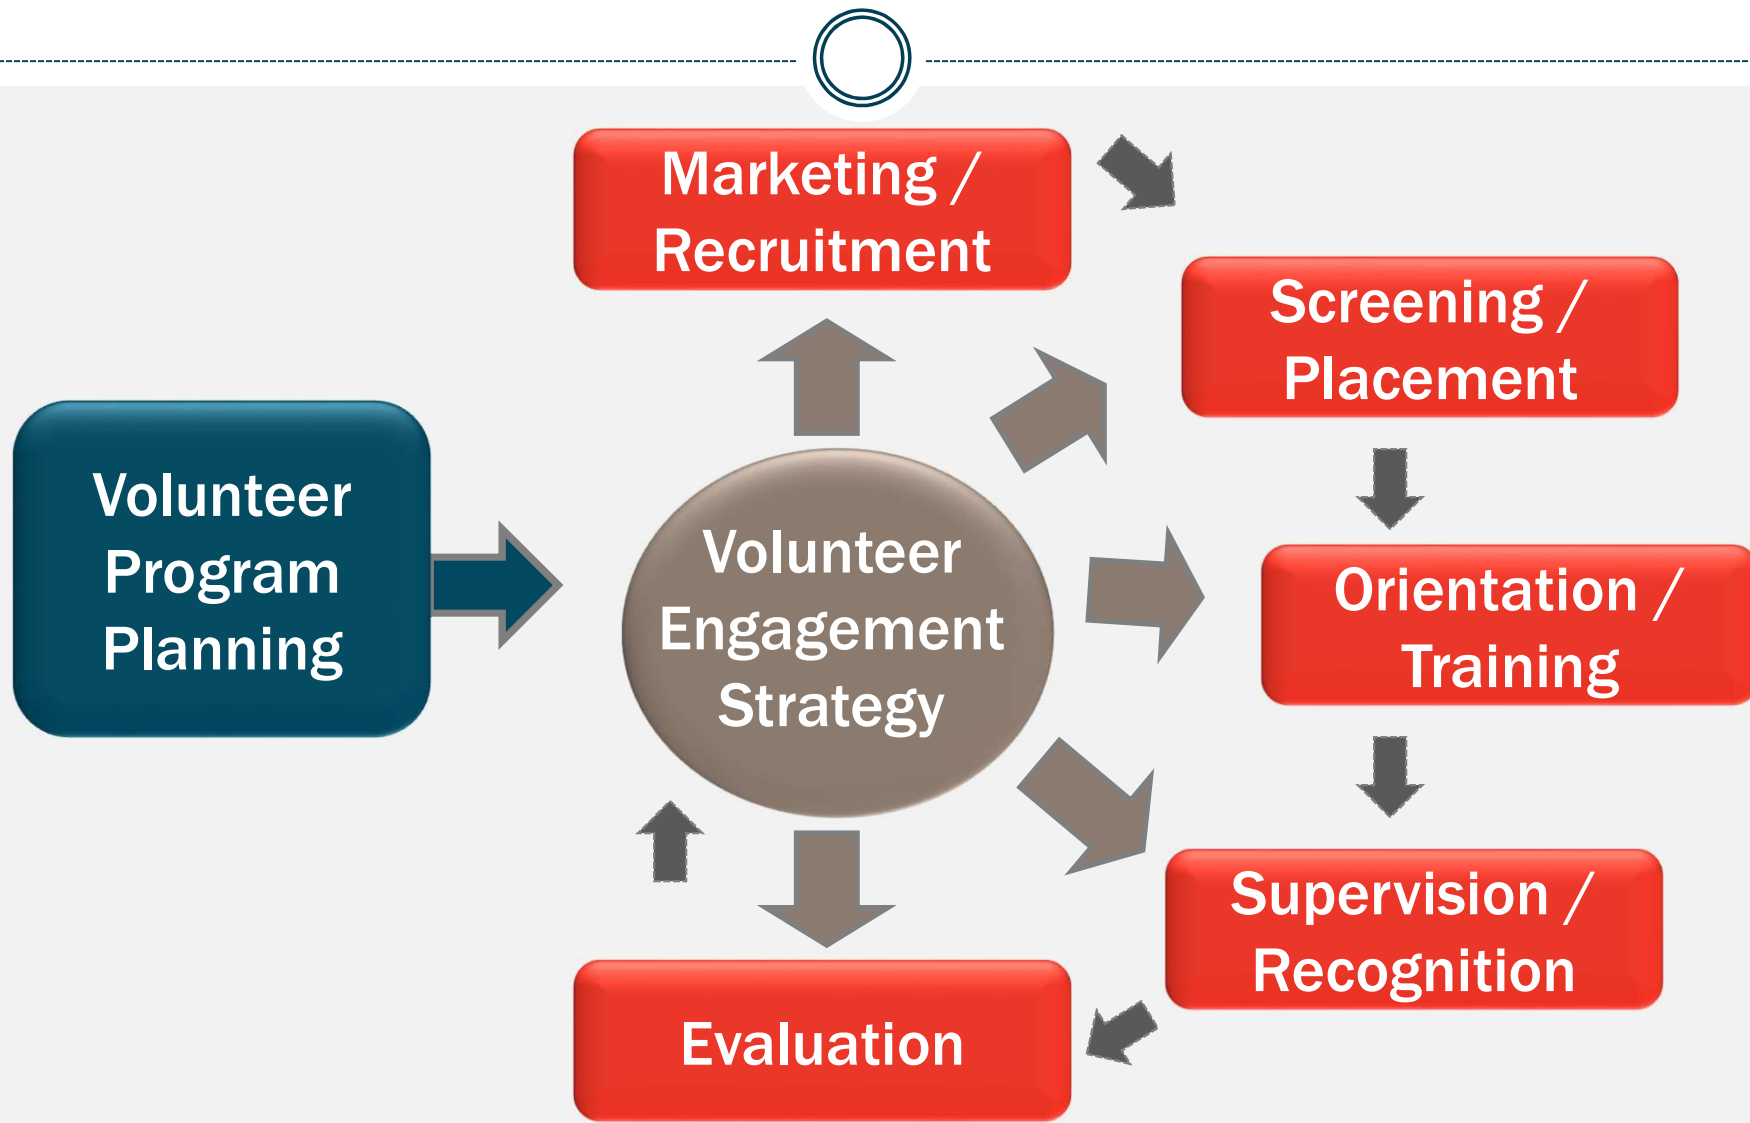 Marketing /
Recruitment
Screening /
Placement
Volunteer
Program
Planning
Volunteer
Engagement
Strategy
Orientation /
Training
Supervision /
Recognition
Evaluation